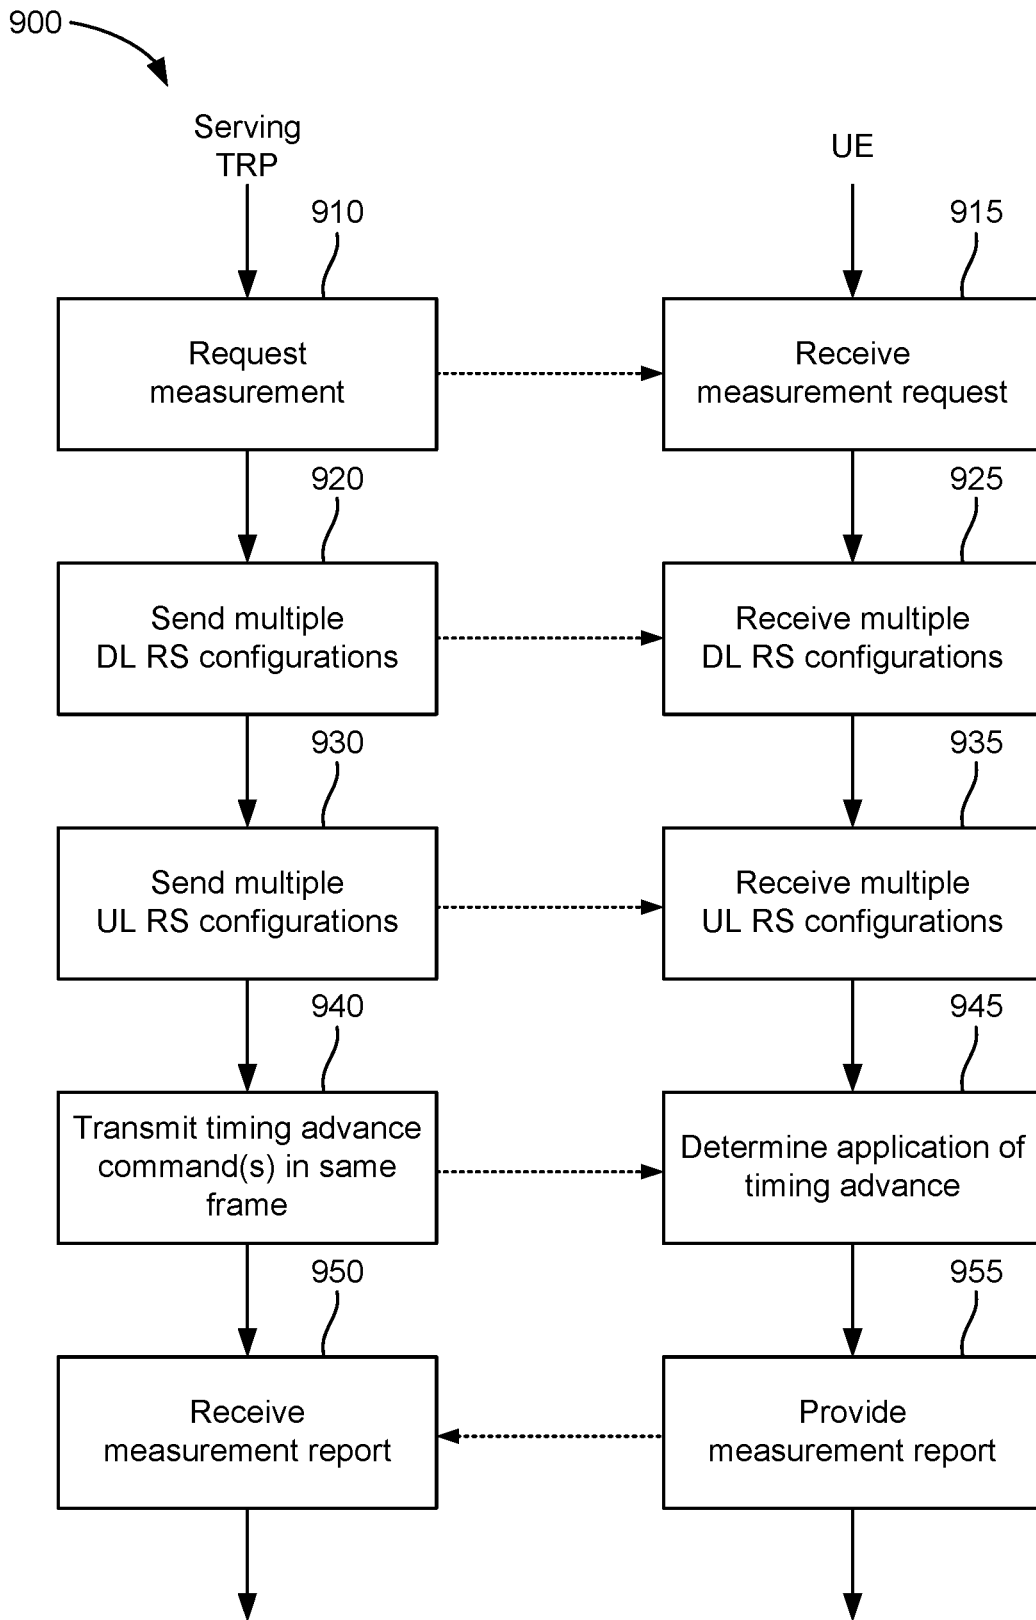 900
Serving
TRP
UE
910
915
Request
measurement
Receive
measurement request
920
925
Send multiple
DL RS configurations
Receive multiple
DL RS configurations
930
935
Send multiple
UL RS configurations
Receive multiple
UL RS configurations
940
945
Transmit timing advance
command(s) in same
frame
Determine application of
timing advance
950
955
Receive
measurement report
Provide
measurement report